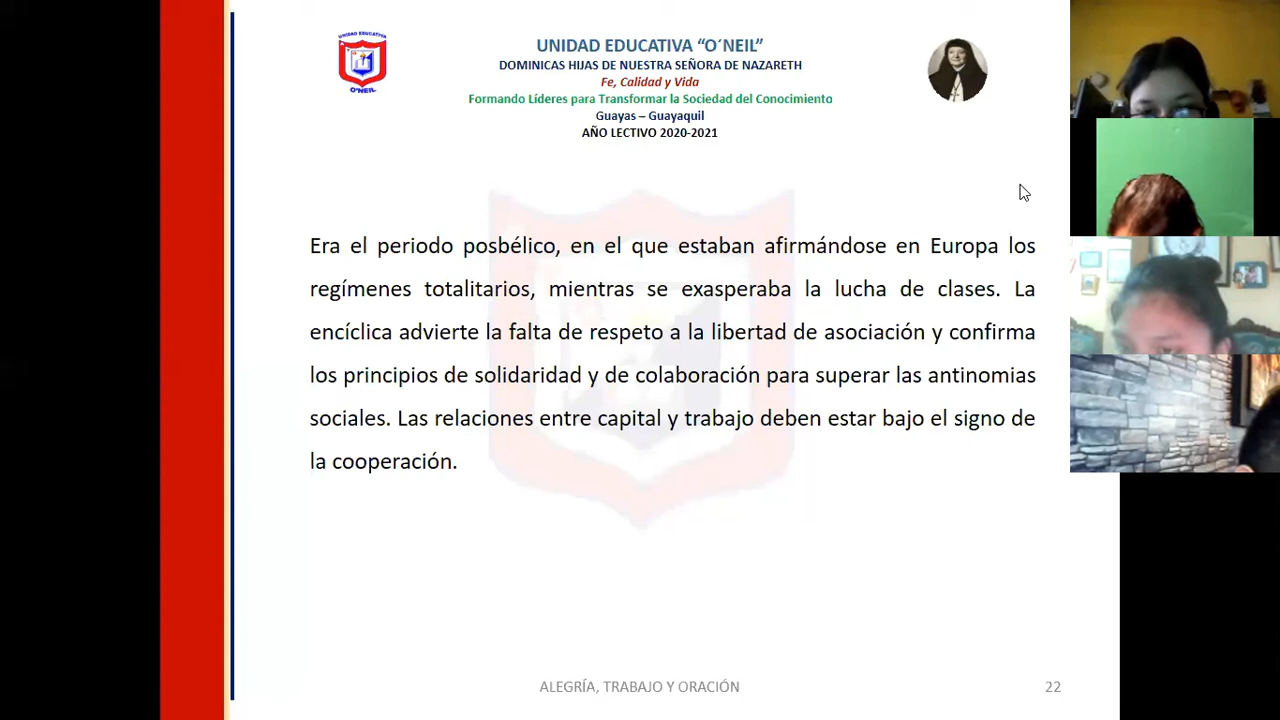 UNIDAD EDUCATIVA
O'NEIL
UNIDAD EDUCATIVA “O´NEIL”
DOMINICAS HIJAS DE NUESTRA SEÑORA DE NAZARETH
Fe, Calidad y Vida
Formando Líderes para Transformar la Sociedad del Conocimiento
Guayas – Guayaquil
AÑO LECTIVO 2020-2021
Era el periodo posbélico, en el que estaban afirmándose en Europa los
regímenes totalitarios, mientras se exasperaba la lucha de clases. La
encíclica advierte la falta de respeto a la libertad de asociación y confirma
los principios de solidaridad y de colaboración para superar las antinomias
sociales. Las relaciones entre capital y trabajo deben estar bajo el signo de
la cooperación.
ALEGRÍA, TRABAJO Y ORACIÓN
22